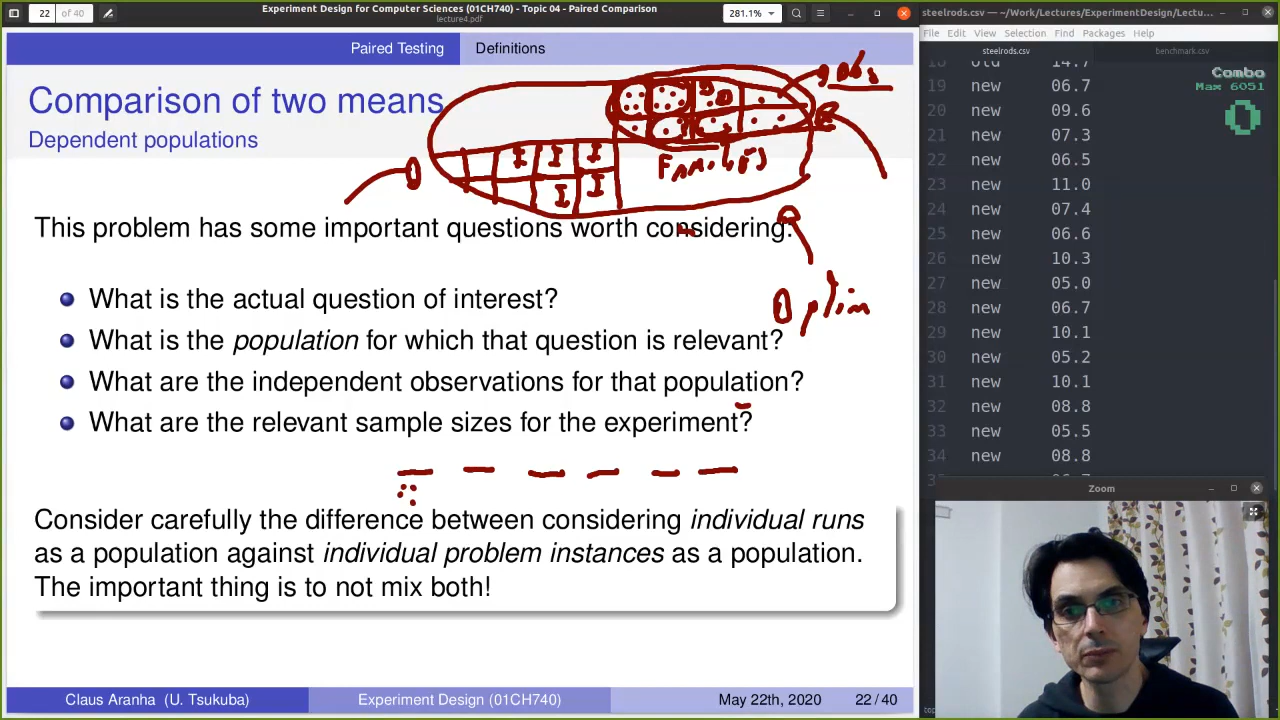 Experiment Design for Computer Sciences (01CH740) - Topic 04 - Paired Comparison
lecture4.pdf
22 of 40
281.1%
Paired Testing Definitions
Comparison of two means
Dependent populations
obs
Families
I I I
I I
Optim
This problem has some important questions worth considering:
What is the actual question of interest?
What is the population for which that question is relevant?
What are the independent observations for that population?
What are the relevant sample sizes for the experiment?
Consider carefully the difference between considering individual runs
as a population against individual problem instances as a population.
The important thing is to not mix both!
Claus Aranha (U. Tsukuba) Experiment Design (01CH740) May 22th, 2020 22 / 40
steelrods.csv — ~/Work/Lectures/ExperimentDesign/Lectu...
File Edit View Selection Find Packages Help
steelrods.csv benchmark.csv
Combo
Max 6051
0
18 old 14.7
19 new 06.7
20 new 09.6
21 new 07.3
22 new 06.5
23 new 11.0
24 new 07.4
25 new 06.6
26 new 10.3
27 new 05.0
28 new 06.7
29 new 10.1
30 new 05.2
31 new 10.1
32 new 08.8
33 new 05.5
34 new 08.8
Zoom